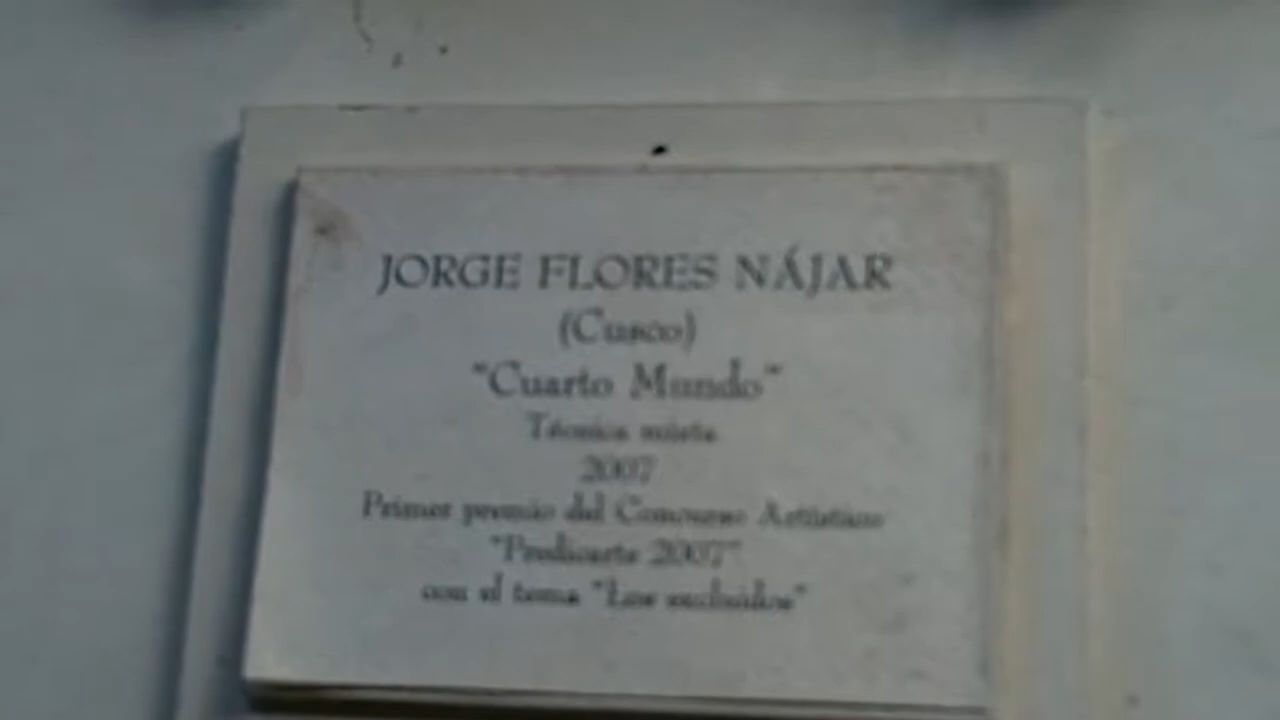 JORGE FLORES NÁJAR
(Cusco)
"Cuarto Mundo"
Técnica mixta
2007
Primer premio del Concurso Artístico
"Predicarte 2007"
con el tema "Los excluidos"